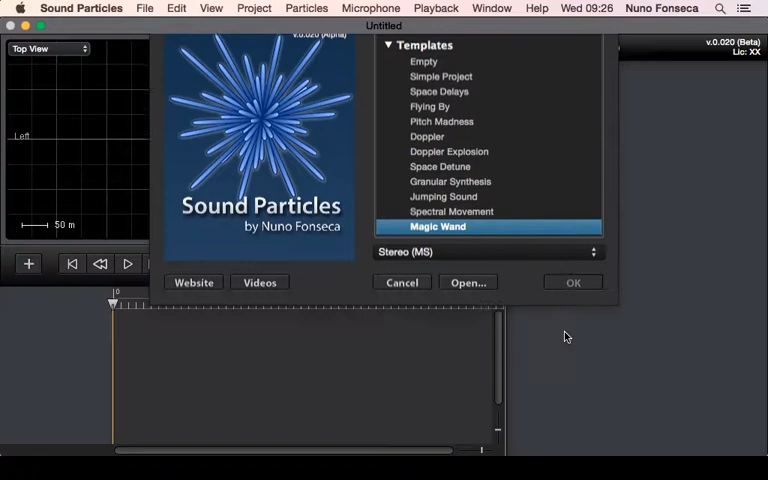 Sound Particles File Edit View Project Particles Microphone Playback Window Help Wed 09:26 Nuno Fonseca
Untitled
Top View
v.0.020 (Alpha)
v.0.020 (Beta)
Lic: XX
Templates
Empty
Simple Project
Space Delays
Flying By
Pitch Madness
Doppler
Doppler Explosion
Space Detune
Granular Synthesis
Jumping Sound
Spectral Movement
Magic Wand
Left
50 m
Sound Particles
by Nuno Fonseca
Stereo (MS)
Website Videos Cancel Open... OK
0